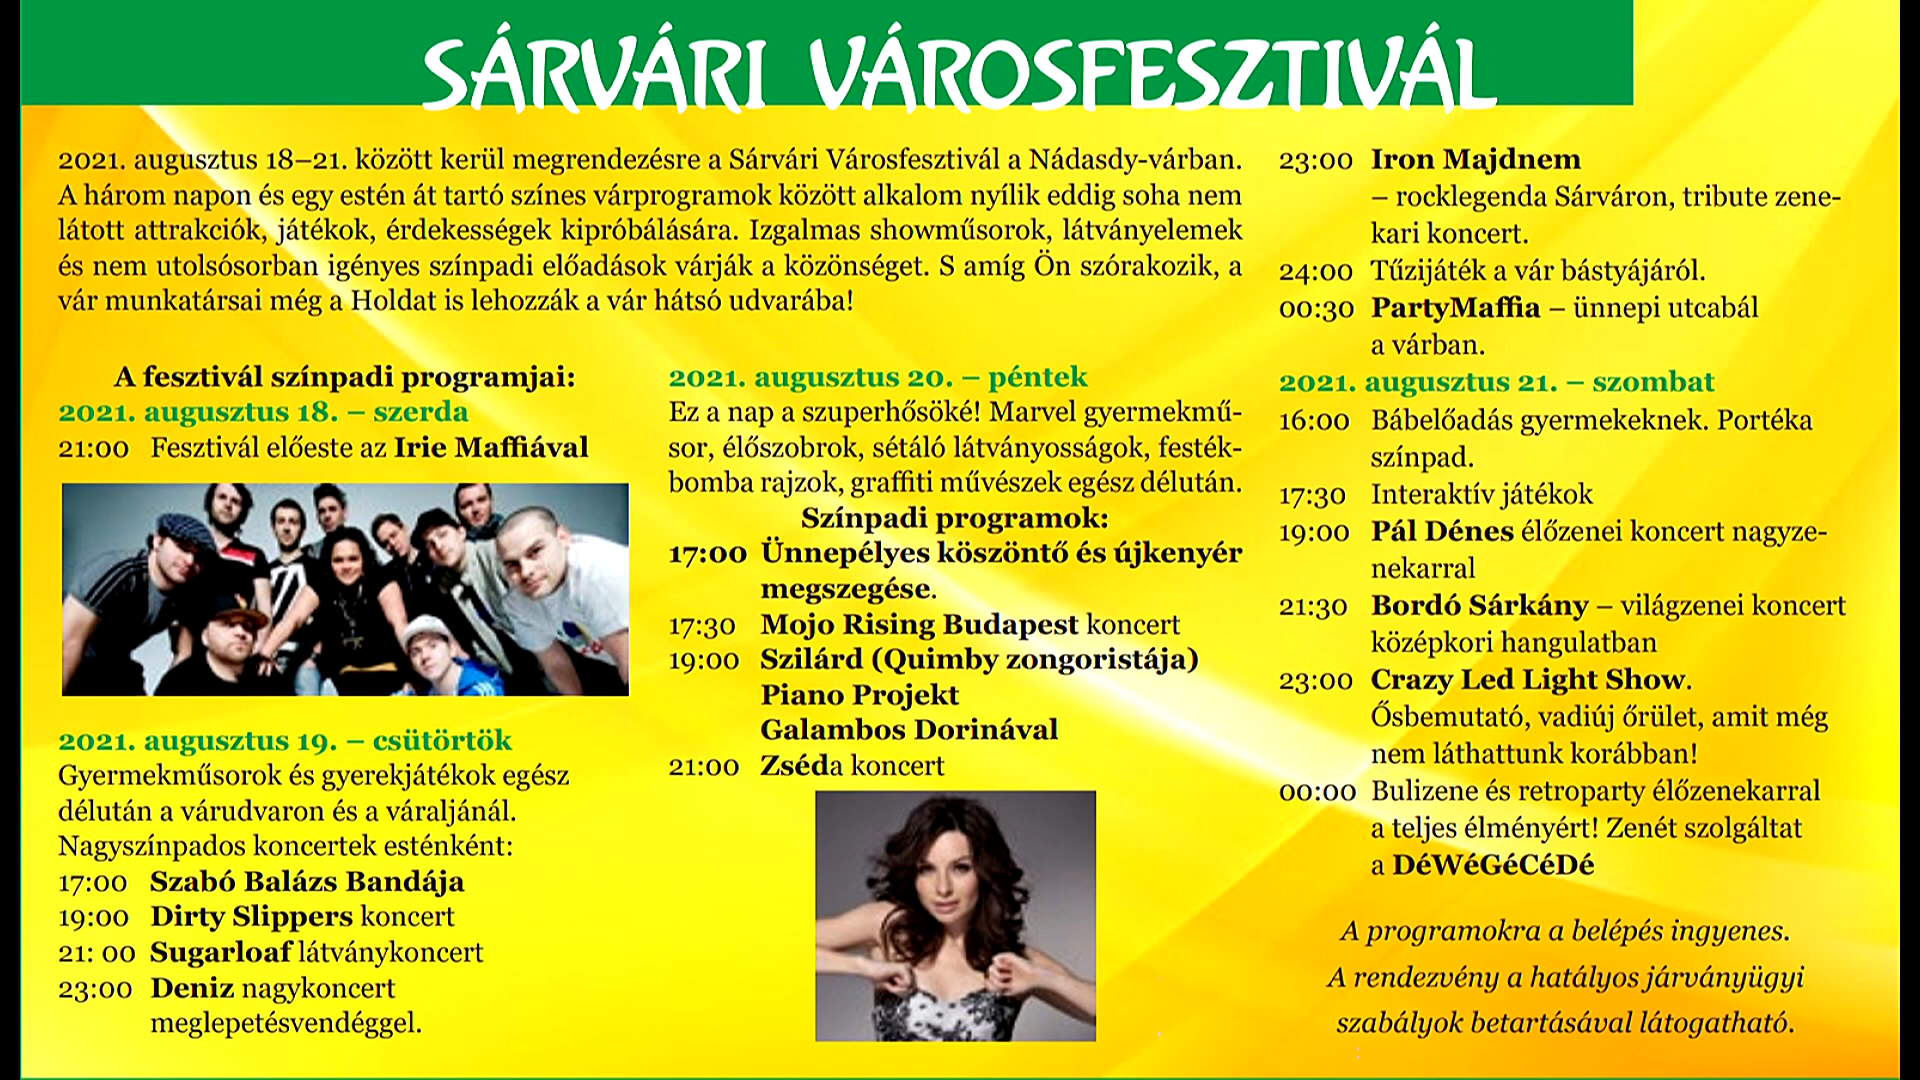 SÁRVÁRI VÁROSFESZTIVÁL
2021. augusztus 18–21. között kerül megrendezésre a Sárvári Városfesztivál a Nádasdy-várban.
A három napon és egy estén át tartó színes várprogramok között alkalom nyílik eddig soha nem
látott attrakciók, játékok, érdekességek kipróbálására. Izgalmas showműsorok, látványelemek
és nem utolsósorban igényes színpadi előadások várják a közönséget. S amíg Ön szórakozik, a
vár munkatársai még a Holdat is lehozzák a vár hátsó udvarába!
A fesztivál színpadi programjai:
2021. augusztus 18. – szerda
21:00 Fesztivál előeste az Irie Maffiával
2021. augusztus 19. – csütörtök
Gyermekműsorok és gyerekjátékok egész
délután a várudvaron és a váraljánál.
Nagyszínpados koncertek esténként:
17:00 Szabó Balázs Bandája
19:00 Dirty Slippers koncert
21: 00 Sugarloaf látványkoncert
23:00 Deniz nagykoncert
meglepetésvendéggel.
2021. augusztus 20. – péntek
Ez a nap a szuperhősöké! Marvel gyermekmű-
sor, élőszobrok, sétáló látványosságok, festék-
bomba rajzok, graffiti művészek egész délután.
Színpadi programok:
17:00 Ünnepélyes köszöntő és újkenyér
megszegése.
17:30 Mojo Rising Budapest koncert
19:00 Szilárd (Quimby zongoristája)
Piano Projekt
Galambos Dorinával
21:00 Zséda koncert
23:00 Iron Majdnem
– rocklegenda Sárváron, tribute zene-
kari koncert.
24:00 Tűzijáték a vár bástyájáról.
00:30 PartyMaffia – ünnepi utcabál
a várban.
2021. augusztus 21. – szombat
16:00 Bábelőadás gyermekeknek. Portéka
színpad.
17:30 Interaktív játékok
19:00 Pál Dénes élőzenei koncert nagyze-
nekarral
21:30 Bordó Sárkány – világzenei koncert
középkori hangulatban
23:00 Crazy Led Light Show.
Ősbemutató, vadiúj őrület, amit még
nem láthattunk korábban!
00:00 Bulizene és retroparty élőzenekarral
a teljes élményért! Zenét szolgáltat
a DéWéGéCéDé
A programokra a belépés ingyenes.
A rendezvény a hatályos járványügyi
szabályok betartásával látogatható.